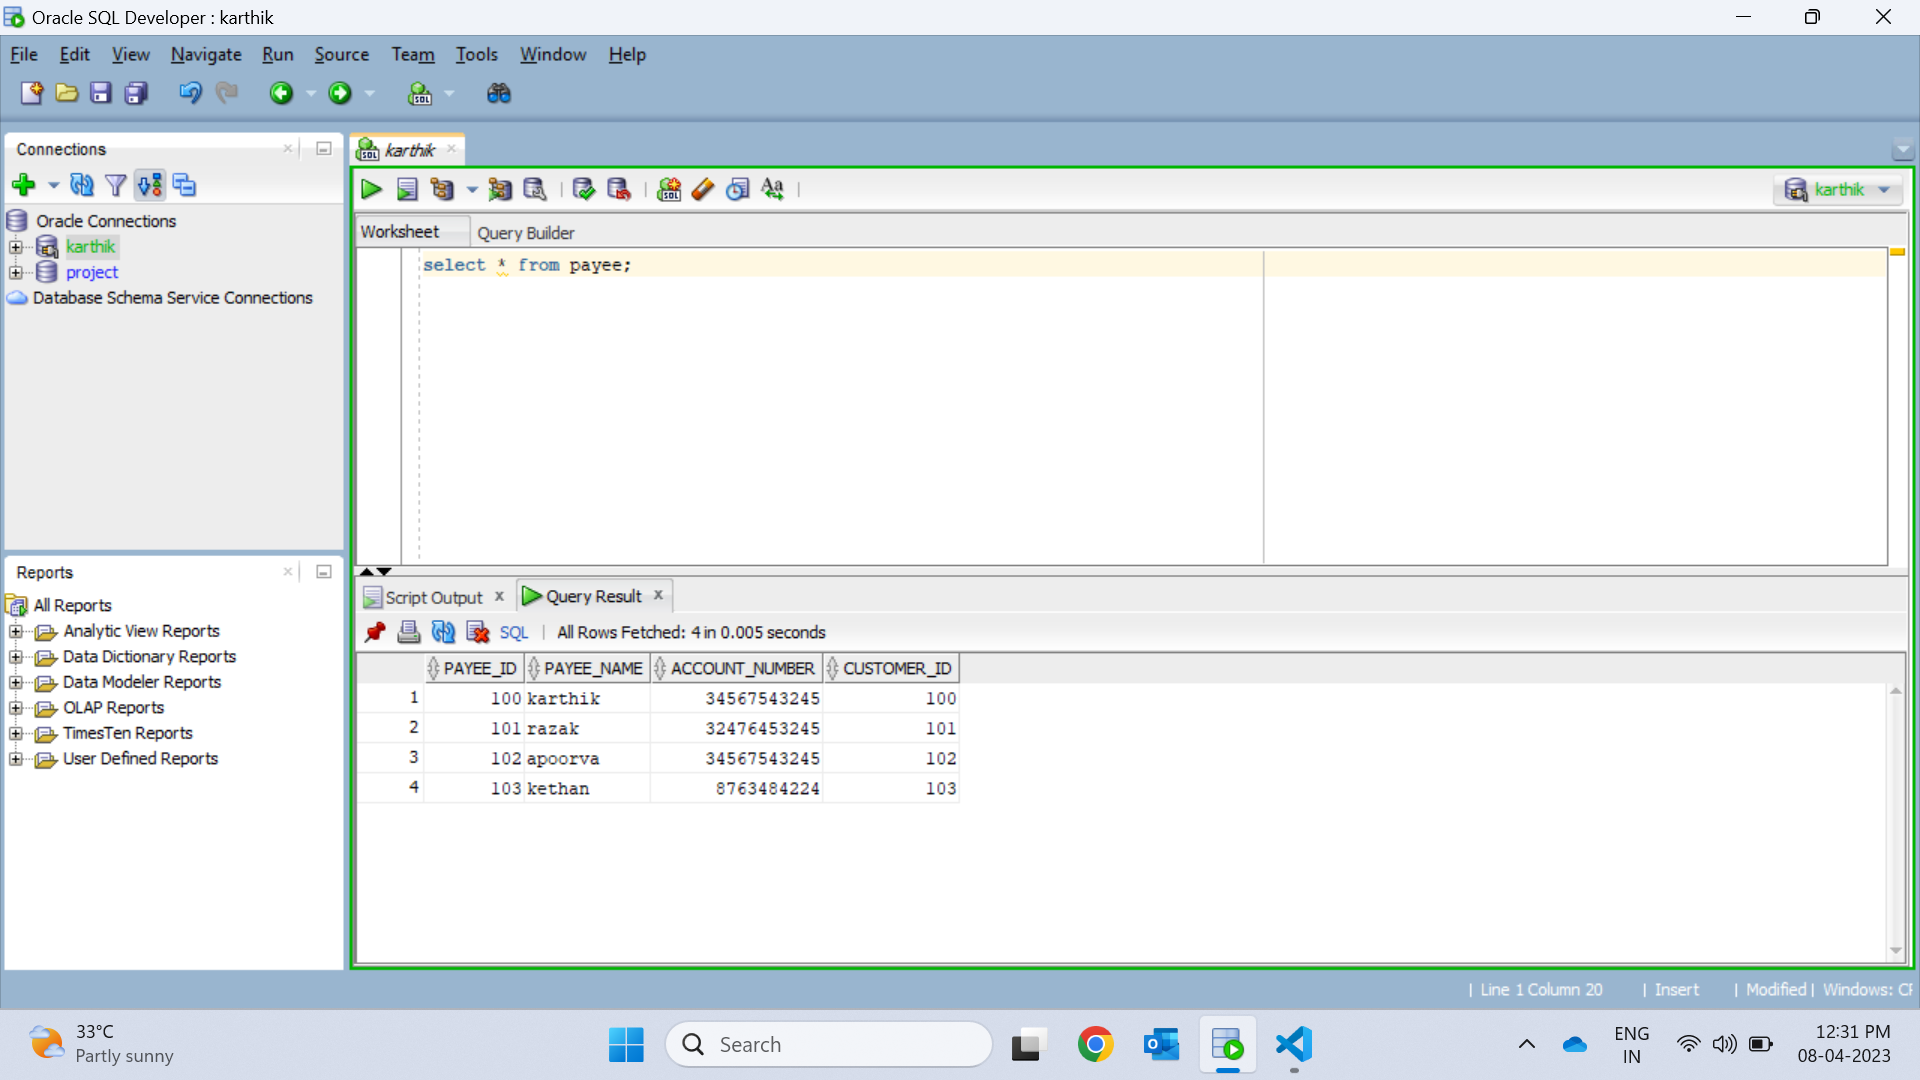 Oracle SQL Developer : karthik
File Edit View Navigate Run Source Team Tools Window Help
SQL
Connections
SQL karthik
SQL Aa karthik
Oracle Connections
karthik
project
Database Schema Service Connections
Worksheet Query Builder
select * from payee;
Reports
All Reports
Analytic View Reports
Data Dictionary Reports
Data Modeler Reports
OLAP Reports
TimesTen Reports
User Defined Reports
Script Output x Query Result x
SQL | All Rows Fetched: 4 in 0.005 seconds
PAYEE_ID PAYEE_NAME ACCOUNT_NUMBER CUSTOMER_ID
1 100 karthik 34567543245 100
2 101 razak 32476453245 101
3 102 apoorva 34567543245 102
4 103 kethan 8763484224 103
| Line 1 Column 20 | Insert | Modified | Windows: CF
33°C
Partly sunny
Search
ENG
IN
12:31 PM
08-04-2023